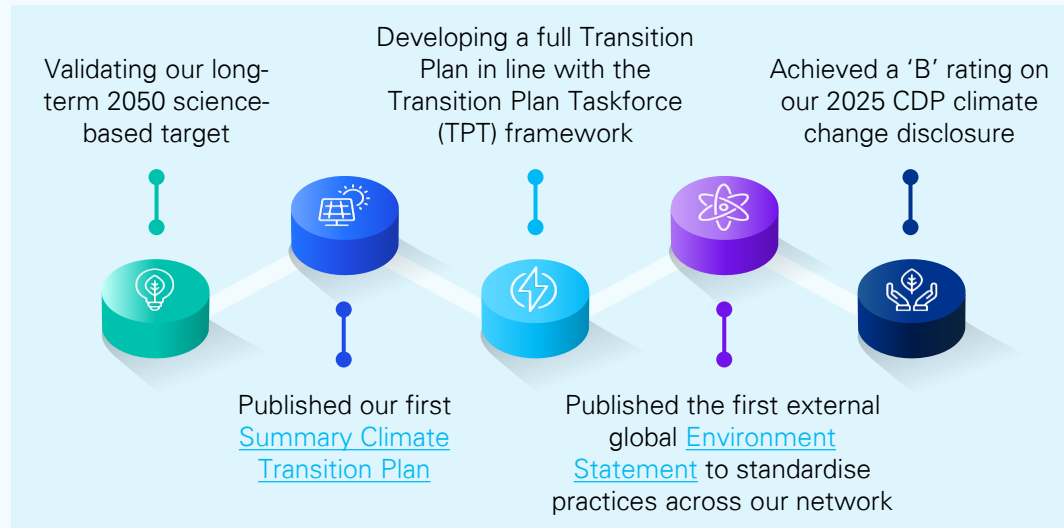 Validating our long-
term 2050 science-
based target
Published our first
Summary Climate
Transition Plan
Developing a full Transition
Plan in line with the
Transition Plan Taskforce
(TPT) framework
Published the first external
global Environment
Statement to standardise
practices across our network
Achieved a ‘B’ rating on
our 2025 CDP climate
change disclosure